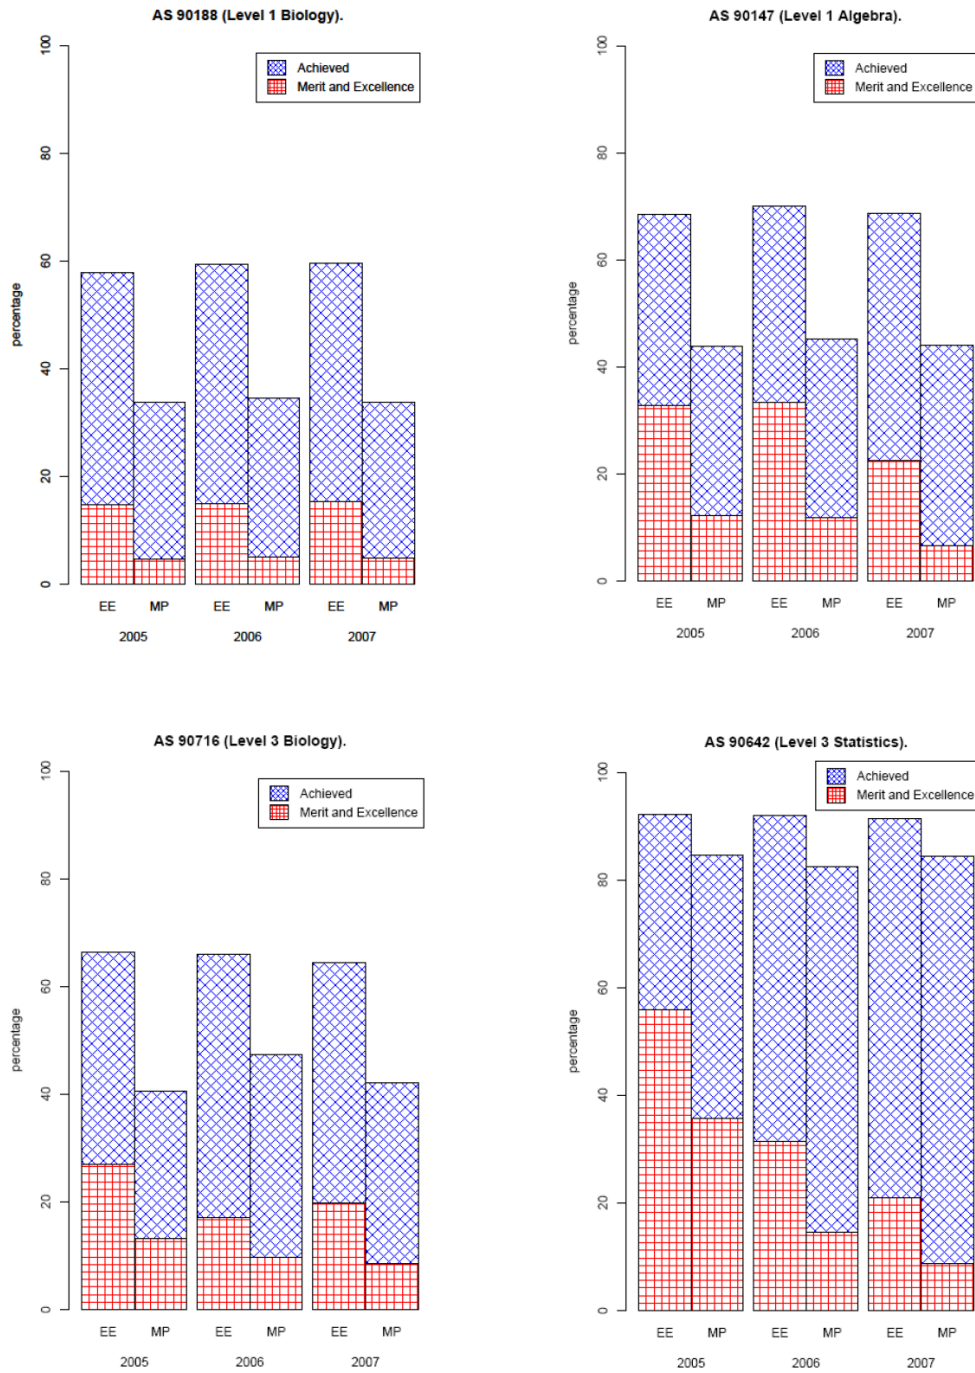 AS 90188 (Level 1 Biology).
Achieved
Merit and Excellence
percentage
100
80
60
40
20
0
EE MP EE MP EE MP
2005 2006 2007
AS 90147 (Level 1 Algebra).
Achieved
Merit and Excellence
percentage
100
80
60
40
20
0
EE MP EE MP EE MP
2005 2006 2007
AS 90716 (Level 3 Biology).
Achieved
Merit and Excellence
percentage
100
80
60
40
20
0
EE MP EE MP EE MP
2005 2006 2007
AS 90642 (Level 3 Statistics).
Achieved
Merit and Excellence
percentage
100
80
60
40
20
0
EE MP EE MP EE MP
2005 2006 2007